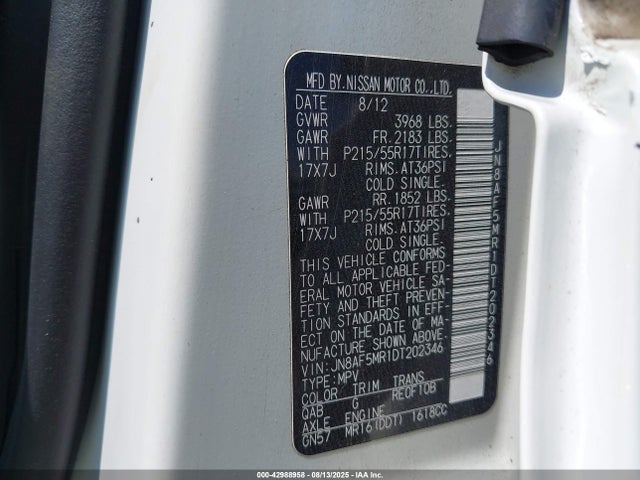 MFD BY.NISSAN MOTOR CO.,LTD.
DATE 8/12
GVWR 3968 LBS.
GAWR FR.2183 LBS.
WITH P215/55R17TIRES.
17X7J RIMS.AT36PSI
COLD SINGLE.
GAWR RR.1852 LBS.
WITH P215/55R17TIRES.
17X7J RIMS.AT36PSI
COLD SINGLE.
THIS VEHICLE CONFORMS
TO ALL APPLICABLE FED-
ERAL MOTOR VEHICLE SA-
FETY AND THEFT PREVEN-
TION STANDARDS IN EFF-
ECT ON THE DATE OF MA-
NUFACTURE SHOWN ABOVE.
VIN:JN8AF5MR1DT202346
TYPE:MPV
COLOR TRIM TRANS
QAB G RE0F10B
AXLE ENGINE
GN57 MR16(DDT) 1618CC
JN8AF5MR1DT202346
000-42988958 - 08/13/2025 - IAAI.COM